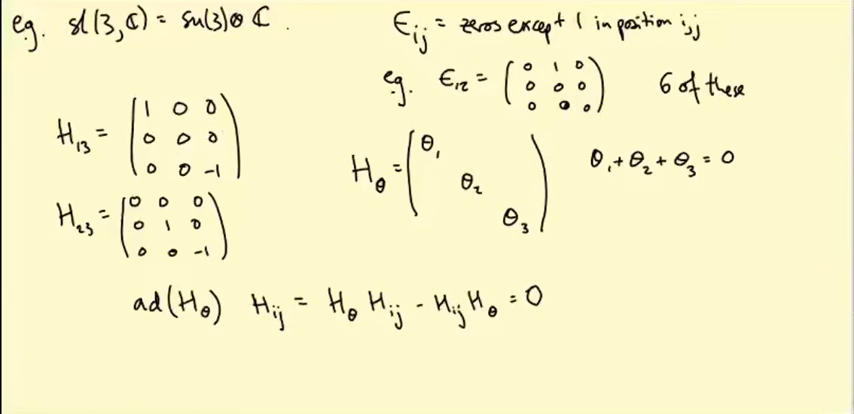 e.g. sl(3,ℂ) = su(3)⊗ℂ.
E_ij = zeros except 1 in position i,j
e.g. E_12 = (0 1 0; 0 0 0; 0 0 0) 6 of these
H_13 = (1 0 0; 0 0 0; 0 0 -1)
H_θ = (θ_1; θ_2; θ_3) θ_1+θ_2+θ_3 = 0
H_23 = (0 0 0; 0 1 0; 0 0 -1)
ad(H_θ) H_ij = H_θ H_ij - H_ij H_θ = 0